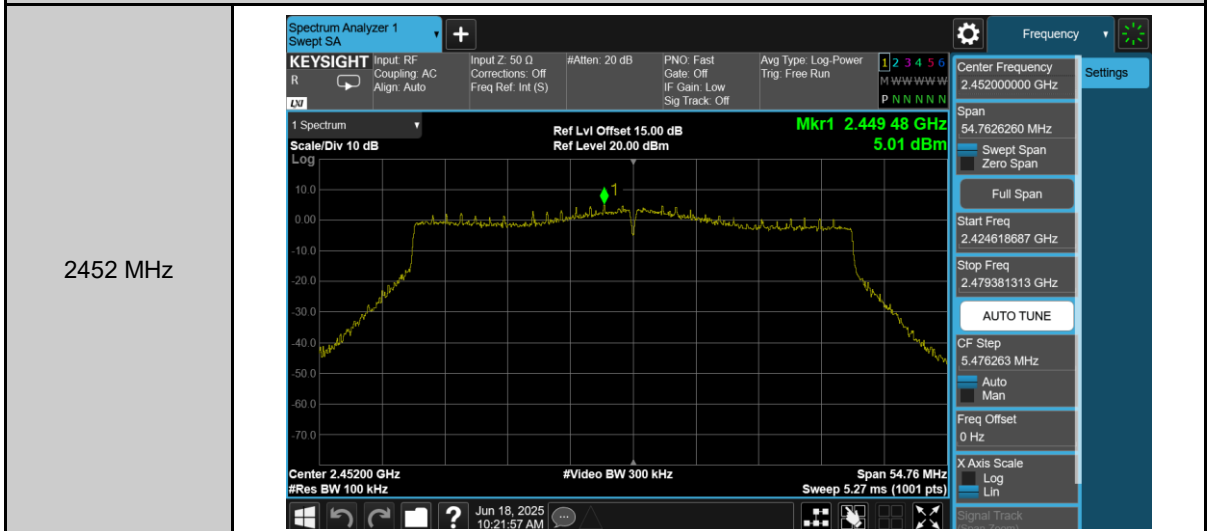 2452 MHz
Spectrum Analyzer 1
Swept SA
Frequency
KEYSIGHT
R
LXI
Input: RF
Coupling: AC
Align: Auto
Input Z: 50 Ω
Corrections: Off
Freq Ref: Int (S)
#Atten: 20 dB
PNO: Fast
Gate: Off
IF Gain: Low
Sig Track: Off
Avg Type: Log-Power
Trig: Free Run
1 2 3 4 5 6
M W W W W W
P N N N N N
1 Spectrum
Scale/Div 10 dB
Log
Ref Lvl Offset 15.00 dB
Ref Level 20.00 dBm
Mkr1 2.449 48 GHz
5.01 dBm
1
10.0
0.00
-10.0
-20.0
-30.0
-40.0
-50.0
-60.0
-70.0
Center 2.45200 GHz
#Res BW 100 kHz
#Video BW 300 kHz
Span 54.76 MHz
Sweep 5.27 ms (1001 pts)
Jun 18, 2025
10:21:57 AM
Center Frequency
2.452000000 GHz
Span
54.7626260 MHz
Swept Span
Zero Span
Full Span
Start Freq
2.424618687 GHz
Stop Freq
2.479381313 GHz
AUTO TUNE
CF Step
5.476263 MHz
Auto
Man
Freq Offset
0 Hz
X Axis Scale
Log
Lin
Signal Track
(Span Zoom)
Settings